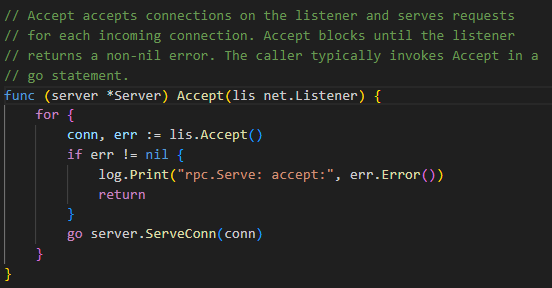 // Accept accepts connections on the listener and serves requests
// for each incoming connection. Accept blocks until the listener
// returns a non-nil error. The caller typically invokes Accept in a
// go statement.
func (server *Server) Accept(lis net.Listener) {
    for {
        conn, err := lis.Accept()
        if err != nil {
            log.Print("rpc.Serve: accept:", err.Error())
            return
        }
        go server.ServeConn(conn)
    }
}